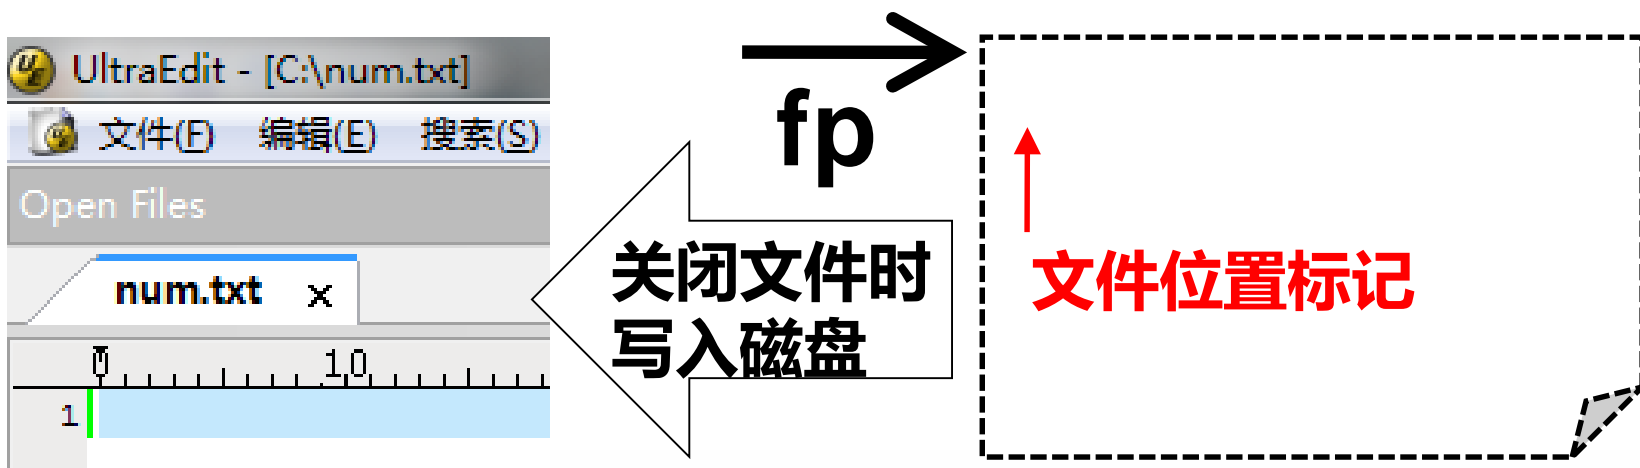 UltraEdit - [C:\num.txt]
文件(F) 编辑(E) 搜索(S)
Open Files
num.txt x
0 10
1
fp
关闭文件时
写入磁盘
文件位置标记